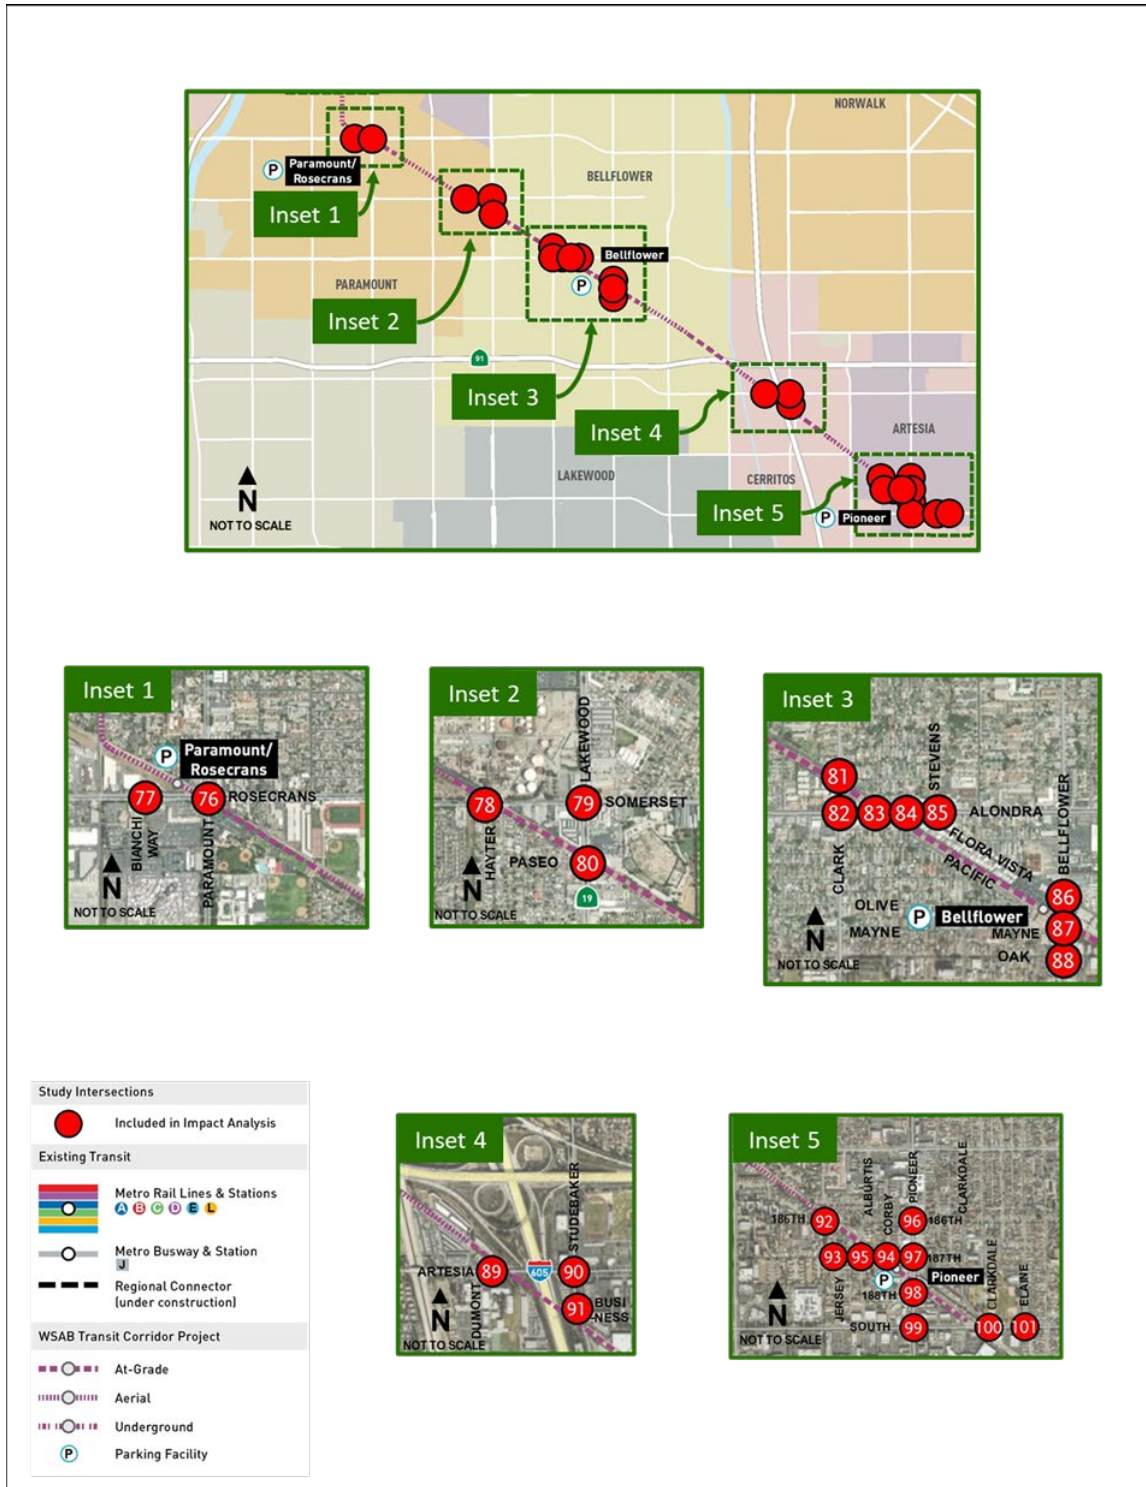 NORWALK
BELLFLOWER
P
Paramount/
Rosecrans
Inset 1
PARAMOUNT
Bellflower
P
Inset 2
91
Inset 3
Inset 4
ARTESIA
LAKEWOOD
CERRITOS
N
NOT TO SCALE
Inset 5
P
Pioneer
Inset 1
P
Paramount/
Rosecrans
77
76
ROSECRANS
BIANCHI
WAY
PARAMOUNT
N
NOT TO SCALE
Inset 2
LAKEWOOD
78
79
SOMERSET
HAYTER
PASEO
80
19
N
NOT TO SCALE
Inset 3
81
STEVENS
82
83
84
85
ALONDRA
BELLFLOWER
FLORA VISTA
PACIFIC
CLARK
86
OLIVE
P
Bellflower
MAYNE
MAYNE
87
OAK
88
N
NOT TO SCALE
Study Intersections
Included in Impact Analysis
Existing Transit
Metro Rail Lines & Stations
A B C D E L
Metro Busway & Station
J
Regional Connector
(under construction)
WSAB Transit Corridor Project
At-Grade
Aerial
Underground
P
Parking Facility
Inset 4
STUDEBAKER
ARTESIA
89
605
90
DUMONT
91
BUSI
-NESS
N
NOT TO SCALE
Inset 5
ALBURTIS
CORBY
PIONEER
CLARKDALE
186TH
92
96
186TH
93
95
94
97
187TH
P
Pioneer
JERSEY
188TH
98
CLARKDALE
ELAINE
SOUTH
99
100
101
N
NOT TO SCALE